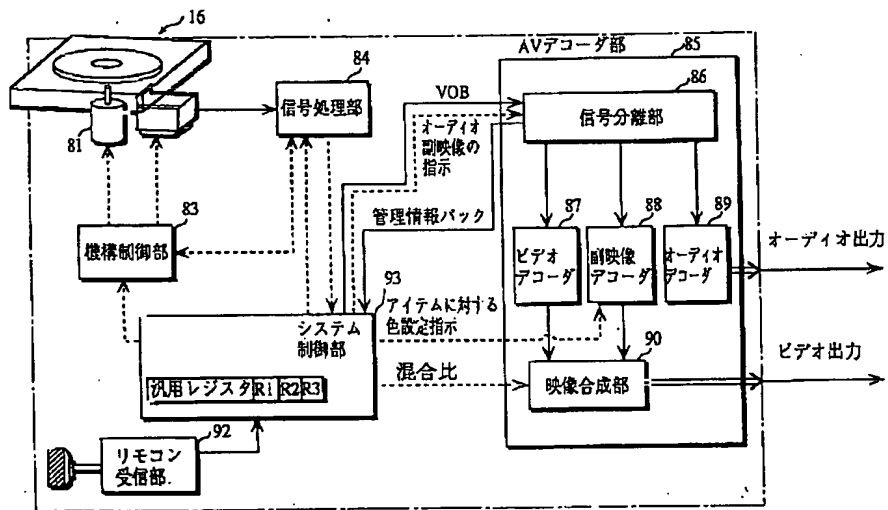 16
AVデコーダ部
85
84
信号処理部
VOB
86
信号分離部
81
オーディオ
副映像の
指示
83
機構制御部
管理情報パック
87
ビデオ
デコーダ
88
副映像
デコーダ
89
オーディオ
デコーダ
オーディオ出力
93
システム
制御部
アイテムに対する
色設定指示
汎用レジスタ R1 R2 R3
混合比
90
映像合成部
ビデオ出力
92
リモコン
受信部